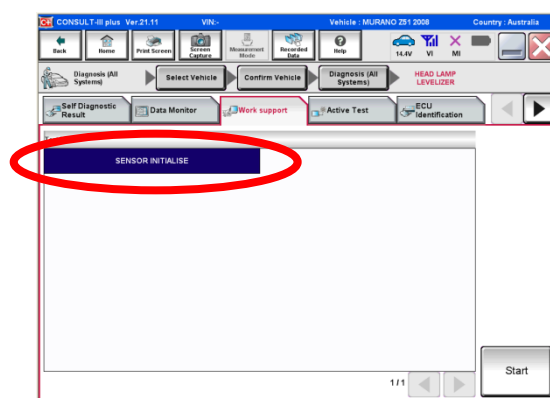 CONSULT-III plus Ver.21.11 VIN:- Vehicle : MURANO Z51 2008 Country : Australia
Back Home Print Screen Screen Capture Measurement Mode Recorded Data Help 14.4V VI MI
Diagnosis (All Systems) Select Vehicle Confirm Vehicle Diagnosis (All Systems) HEAD LAMP LEVELIZER
Self Diagnostic Result Data Monitor Work support Active Test ECU Identification
SENSOR INITIALISE
1/1
Start